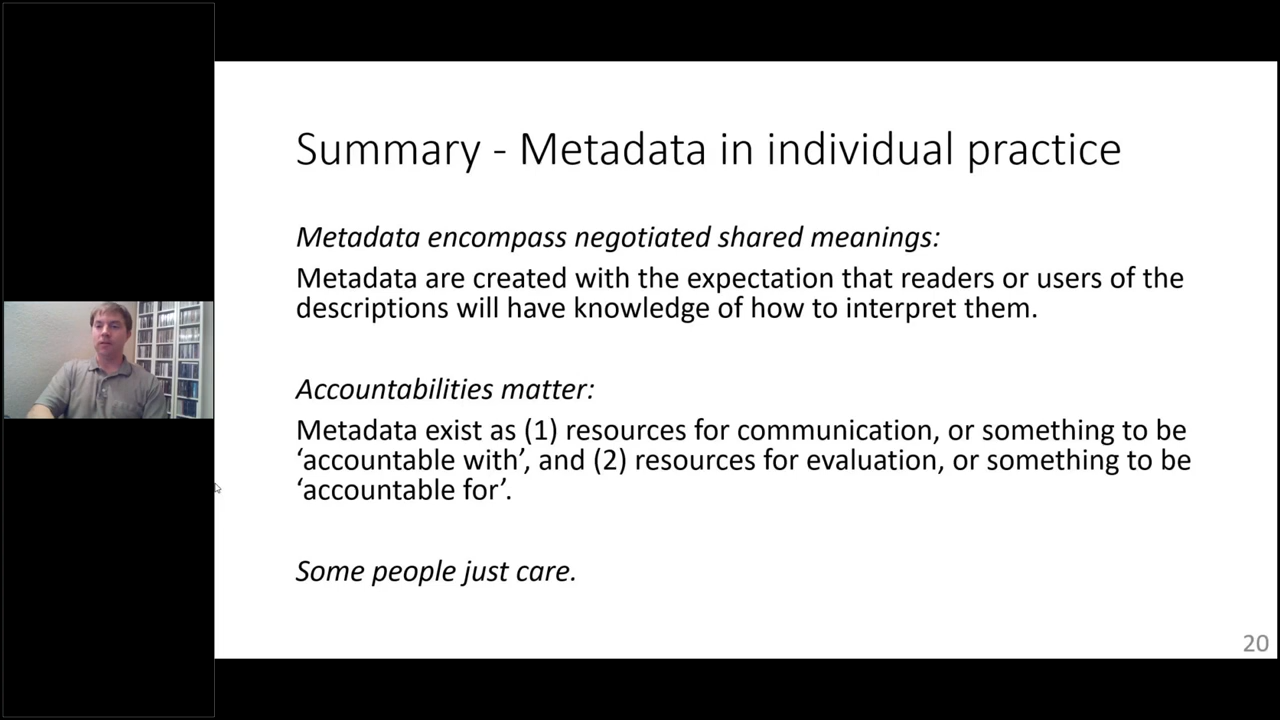 Summary - Metadata in individual practice
Metadata encompass negotiated shared meanings:
Metadata are created with the expectation that readers or users of the
descriptions will have knowledge of how to interpret them.
Accountabilities matter:
Metadata exist as (1) resources for communication, or something to be
‘accountable with’, and (2) resources for evaluation, or something to be
‘accountable for’.
Some people just care.
20